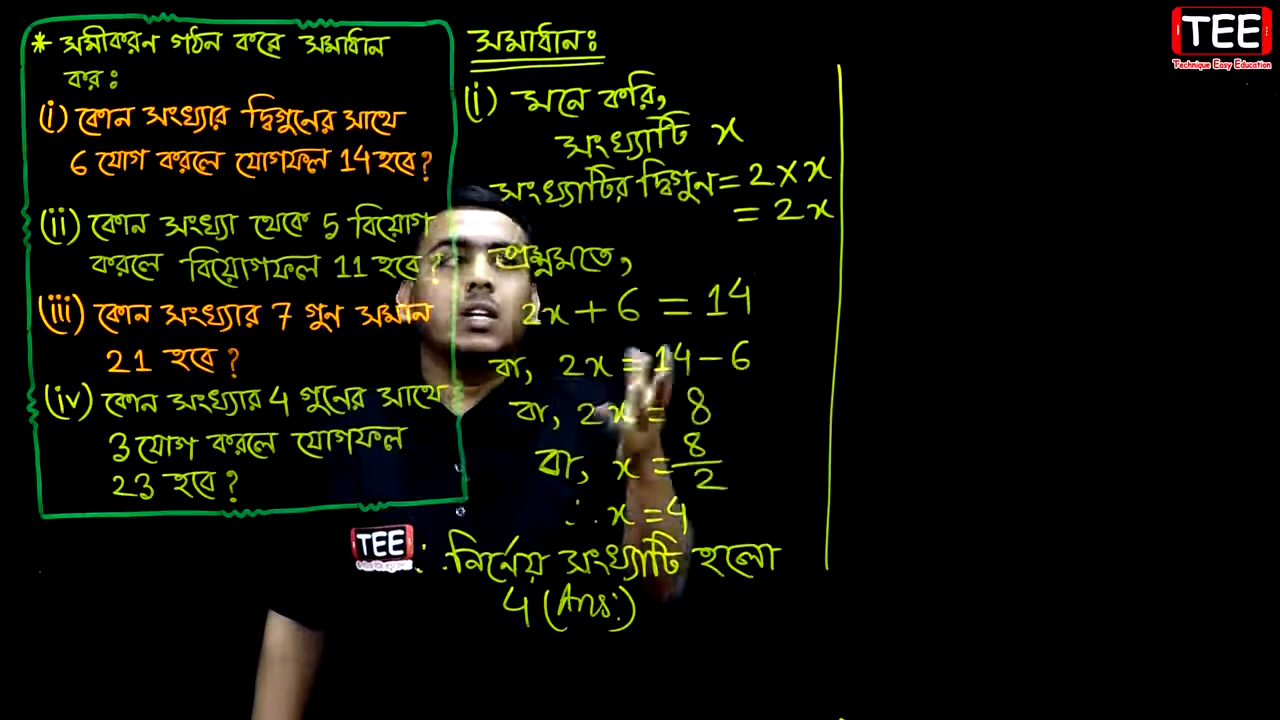 * সমীকরণ গঠন করে সমাধান
কর:
(i) কোন সংখ্যার দ্বিগুনের সাথে
6 যোগ করলে যোগফল 14 হবে?
(ii) কোন সংখ্যা থেকে 5 বিয়োগ
করলে বিয়োগফল 11 হবে?
(iii) কোন সংখ্যার 7 গুন সমান
21 হবে?
(iv) কোন সংখ্যার 4 গুনের সাথে
3 যোগ করলে যোগফল
23 হবে?
সমাধান:
(i) মনে করি,
সংখ্যাটি x
সংখ্যাটির দ্বিগুন = 2 × x
= 2x
প্রশ্নমতে,
2x + 6 = 14
বা, 2x = 14 - 6
বা, 2x = 8
বা, x = 8/2
∴ x = 4
∴ নির্ণেয় সংখ্যাটি হলো
4 (Ans:)
TEE
Technique Easy Education
TEE